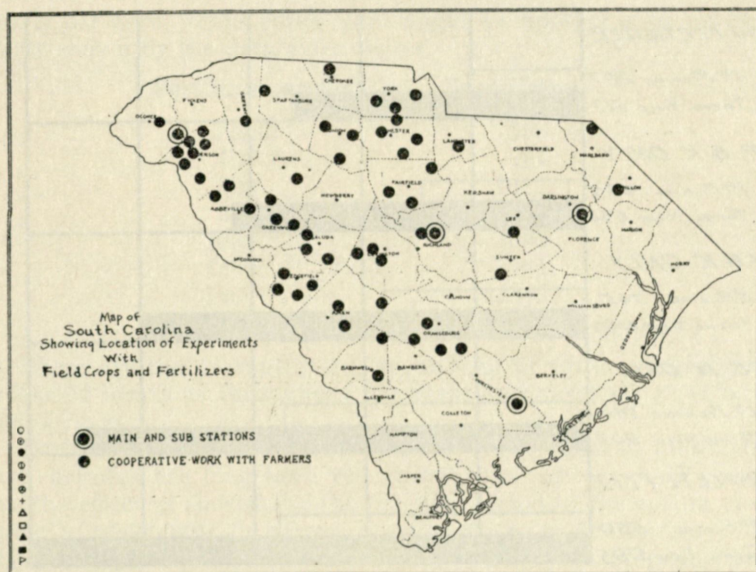 CHEROKEE
YORK
PICKENS
SPARTANBURG
OCONEE
UNION
CHESTER
LANCASTER
CHESTERFIELD
MARLBORO
ANDERSON
LAURENS
FAIRFIELD
KERSHAW
DARLINGTON
DILLON
NEWBERRY
ABBEVILLE
GREENWOOD
LEE
MARION
SALUDA
RICHLAND
FLORENCE
LEXINGTON
SUMTER
HORRY
EDGEFIELD
CALHOUN
CLARENDON
WILLIAMSBURG
AIKEN
GEORGETOWN
ORANGEBURG
BARNWELL
BAMBERG
DORCHESTER
BERKELEY
ALLENDALE
COLLETON
HAMPTON
JASPER
BEAUFORT
Map of
South Carolina
Showing Location of Experiments
With
Field Crops and Fertilizers
MAIN AND SUB STATIONS
COOPERATIVE WORK WITH FARMERS